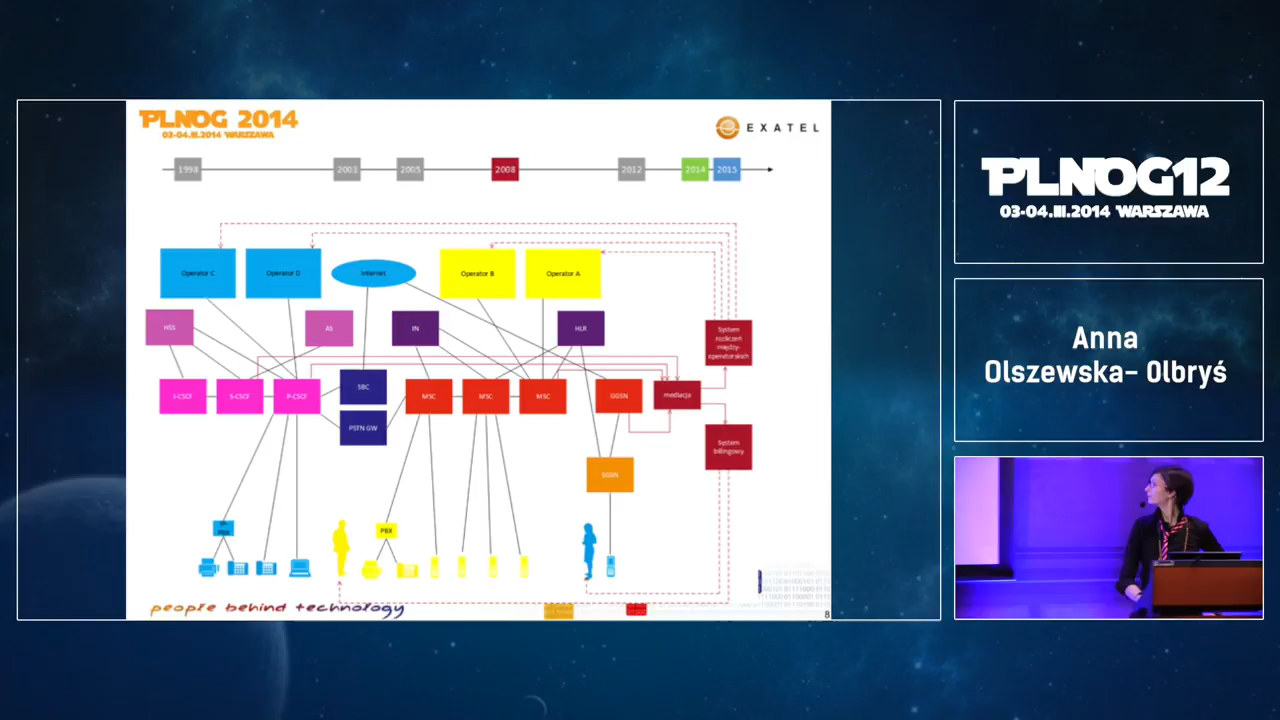 PLNOG 2014
03-04.III.2014 WARSZAWA
EXATEL
1998
2003
2005
2008
2012
2014
2015
Operator C
Operator D
Internet
Operator B
Operator A
HSS
AS
IN
HLR
System
rozliczeń
między-
operatorskich
I-CSCF
S-CSCF
P-CSCF
SBC
PSTN GW
MSC
MSC
MSC
GGSN
mediacja
System
billingowy
SGSN
PBX
people behind technology
8
PLNOG12
03-04.III.2014 WARSZAWA
Anna
Olszewska- Olbryś